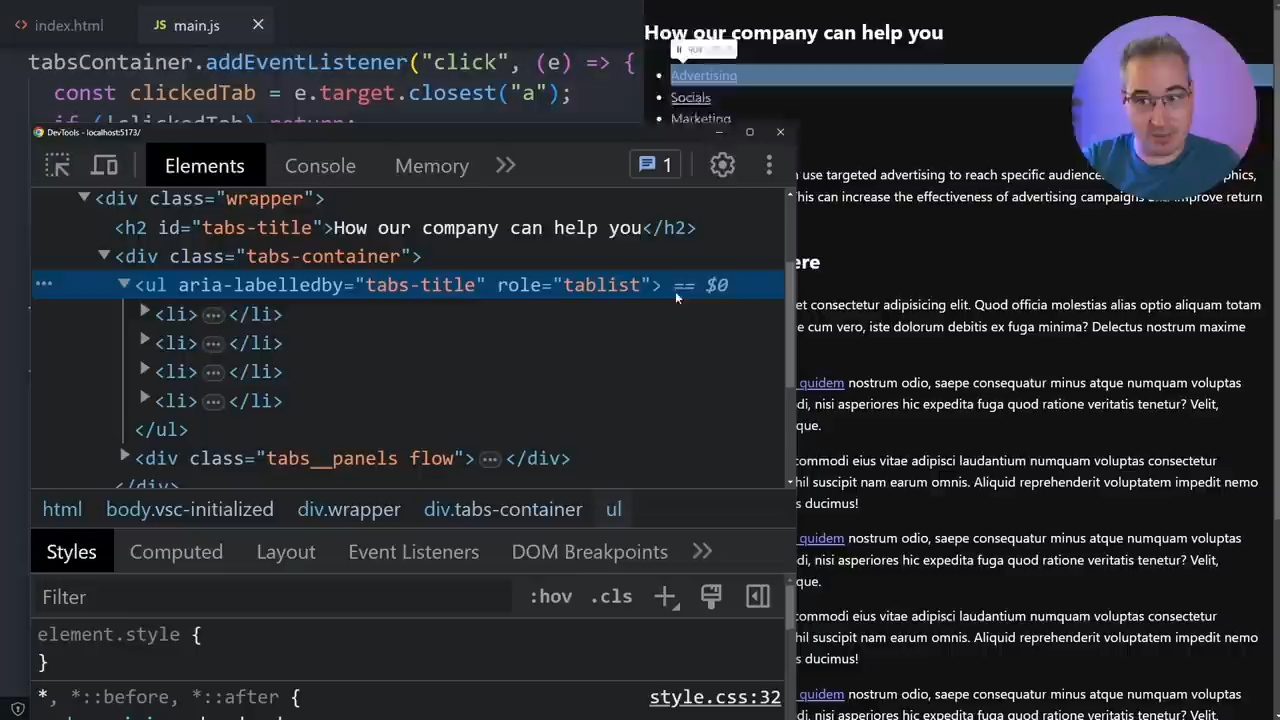 index.html
main.js
tabsContainer.addEventListener("click", (e) => {
const clickedTab = e.target.closest("a");
if (!clickedTab) return;
How our company can help you
Advertising
Socials
Marketing
DevTools - localhost:5173/
Elements
Console
Memory
1
<div class="wrapper">
<h2 id="tabs-title">How our company can help you</h2>
<div class="tabs-container">
<ul aria-labelledby="tabs-title" role="tablist"> == $0
<li> ... </li>
<li> ... </li>
<li> ... </li>
<li> ... </li>
</ul>
<div class="tabs__panels flow"> ... </div>
</div>
html body.vsc-initialized div.wrapper div.tabs-container ul
Styles
Computed
Layout
Event Listeners
DOM Breakpoints
Filter
:hov
.cls
element.style {
}
*, *::before, *::after {
style.css:32
use targeted advertising to reach specific audience
his can increase the effectiveness of advertising campaigns and improve return
ere
et consectetur adipisicing elit. Quod officia molestias alias optio aliquam totam
e cum vero, iste dolorum debitis ex fuga minima? Delectus nostrum maxime
quidem nostrum odio, saepe consequatur minus atque numquam voluptas
di, nisi asperiores hic expedita fuga quod ratione veritatis tenetur? Velit,
que.
commodi eius vitae adipisci laudantium numquam voluptas consectetur
hil suscipit nam earum omnis. Aliquid reprehenderit voluptatem impedit nemo
s ducimus!
quidem nostrum odio, saepe consequatur minus atque numquam voluptas
di, nisi asperiores hic expedita fuga quod ratione veritatis tenetur? Velit,
que.
commodi eius vitae adipisci laudantium numquam voluptas consectetur
hil suscipit nam earum omnis. Aliquid reprehenderit voluptatem impedit nemo
s ducimus!
quidem nostrum odio, saepe consequatur minus atque numquam voluptas